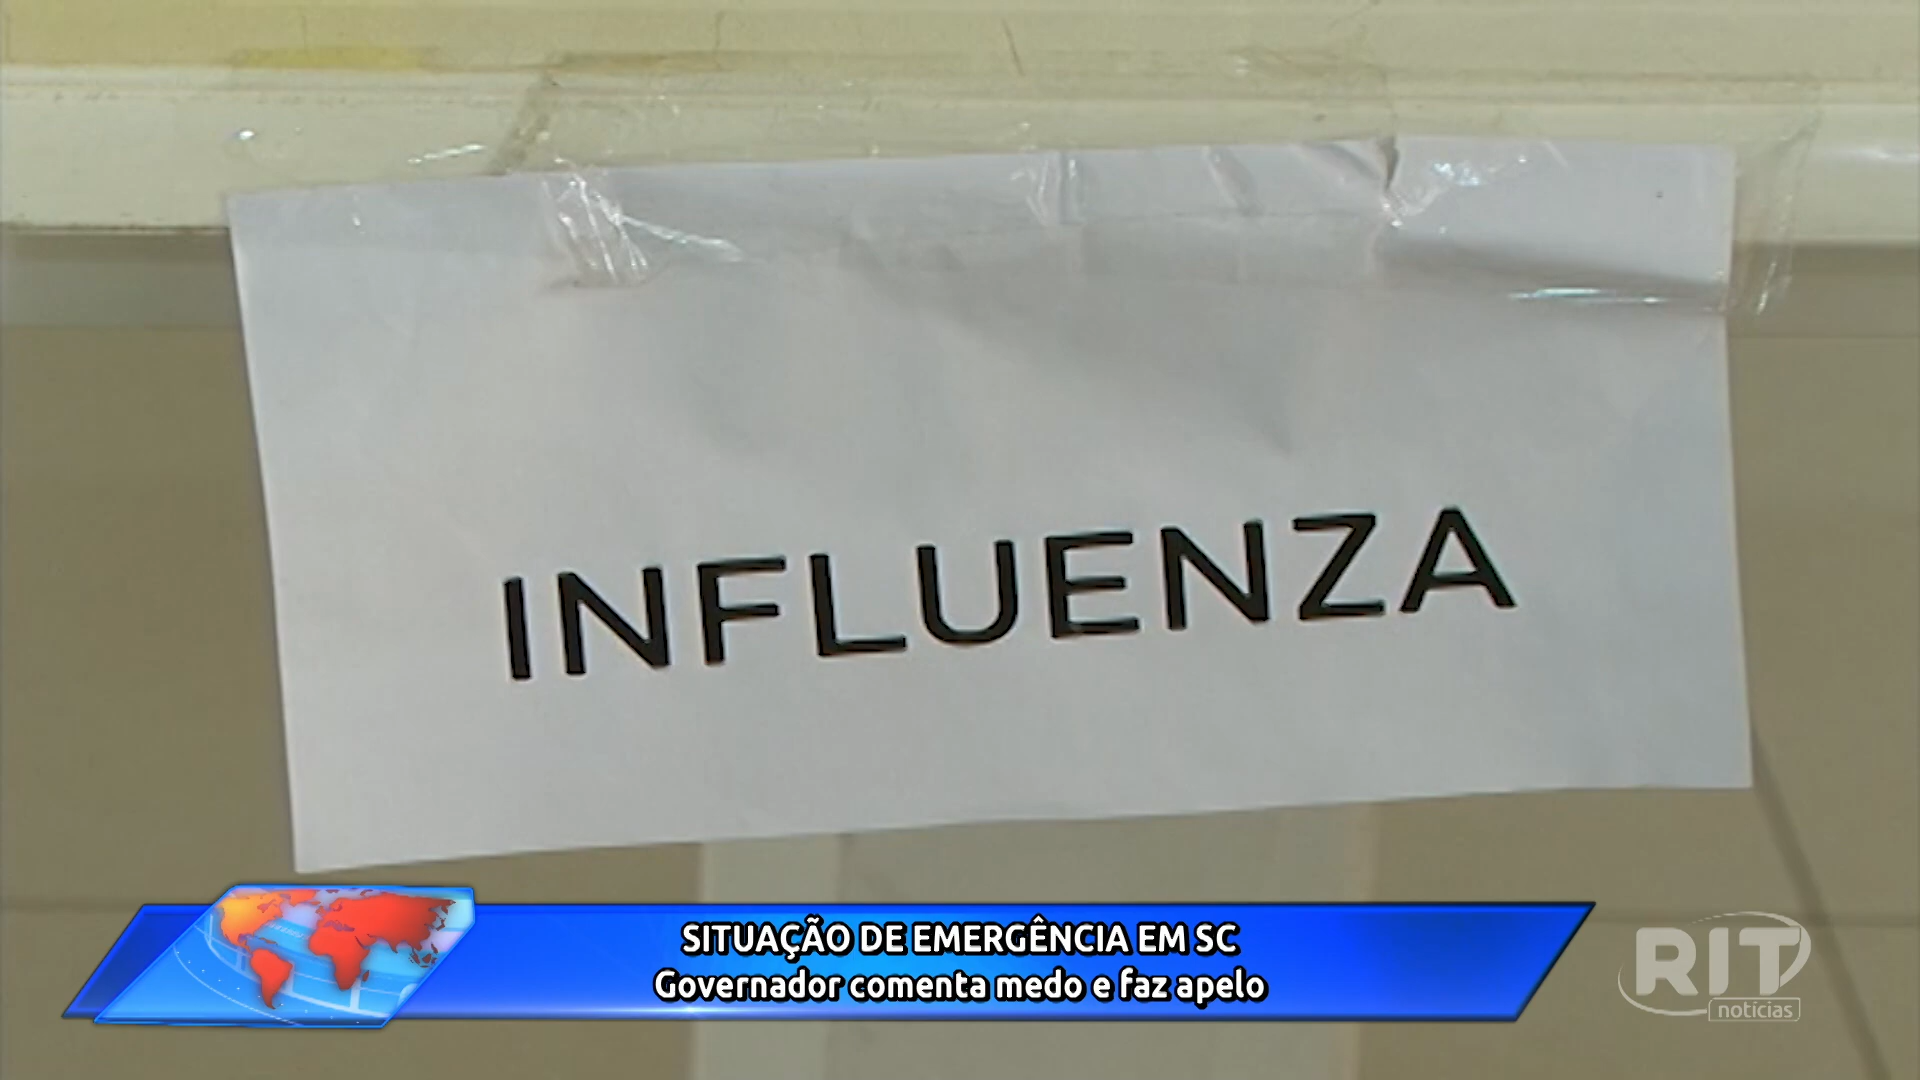 INFLUENZA
SITUAÇÃO DE EMERGÊNCIA EM SC
Governador comenta medo e faz apelo
RIT
notícias